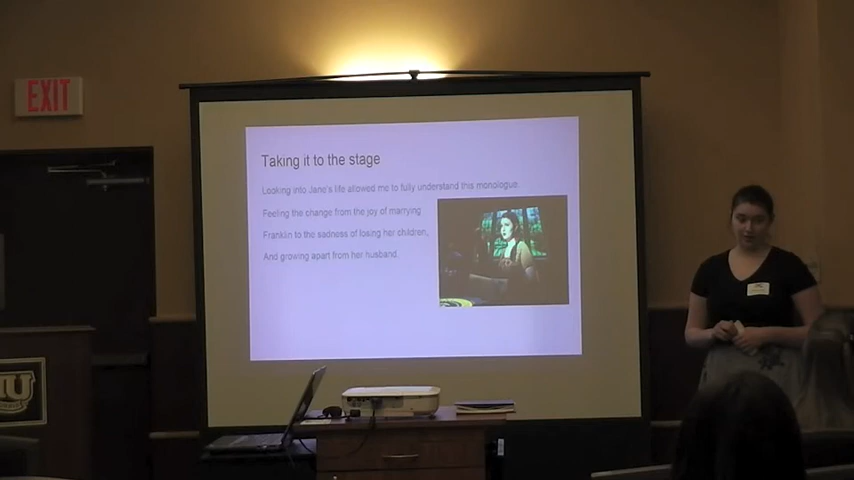 EXIT
Taking it to the stage
Looking into Jane's life allowed me to fully understand this monologue.
Feeling the change from the joy of marrying
Franklin to the sadness of losing her children,
And growing apart from her husband.